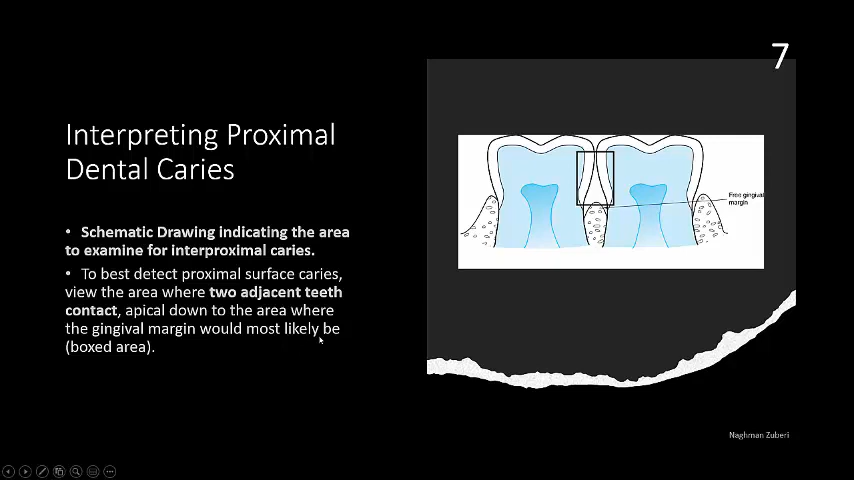 7
Interpreting Proximal
Dental Caries
• Schematic Drawing indicating the area
to examine for interproximal caries.
• To best detect proximal surface caries,
view the area where two adjacent teeth
contact, apical down to the area where
the gingival margin would most likely be
(boxed area).
Free gingival
margin
Naghman Zuberi